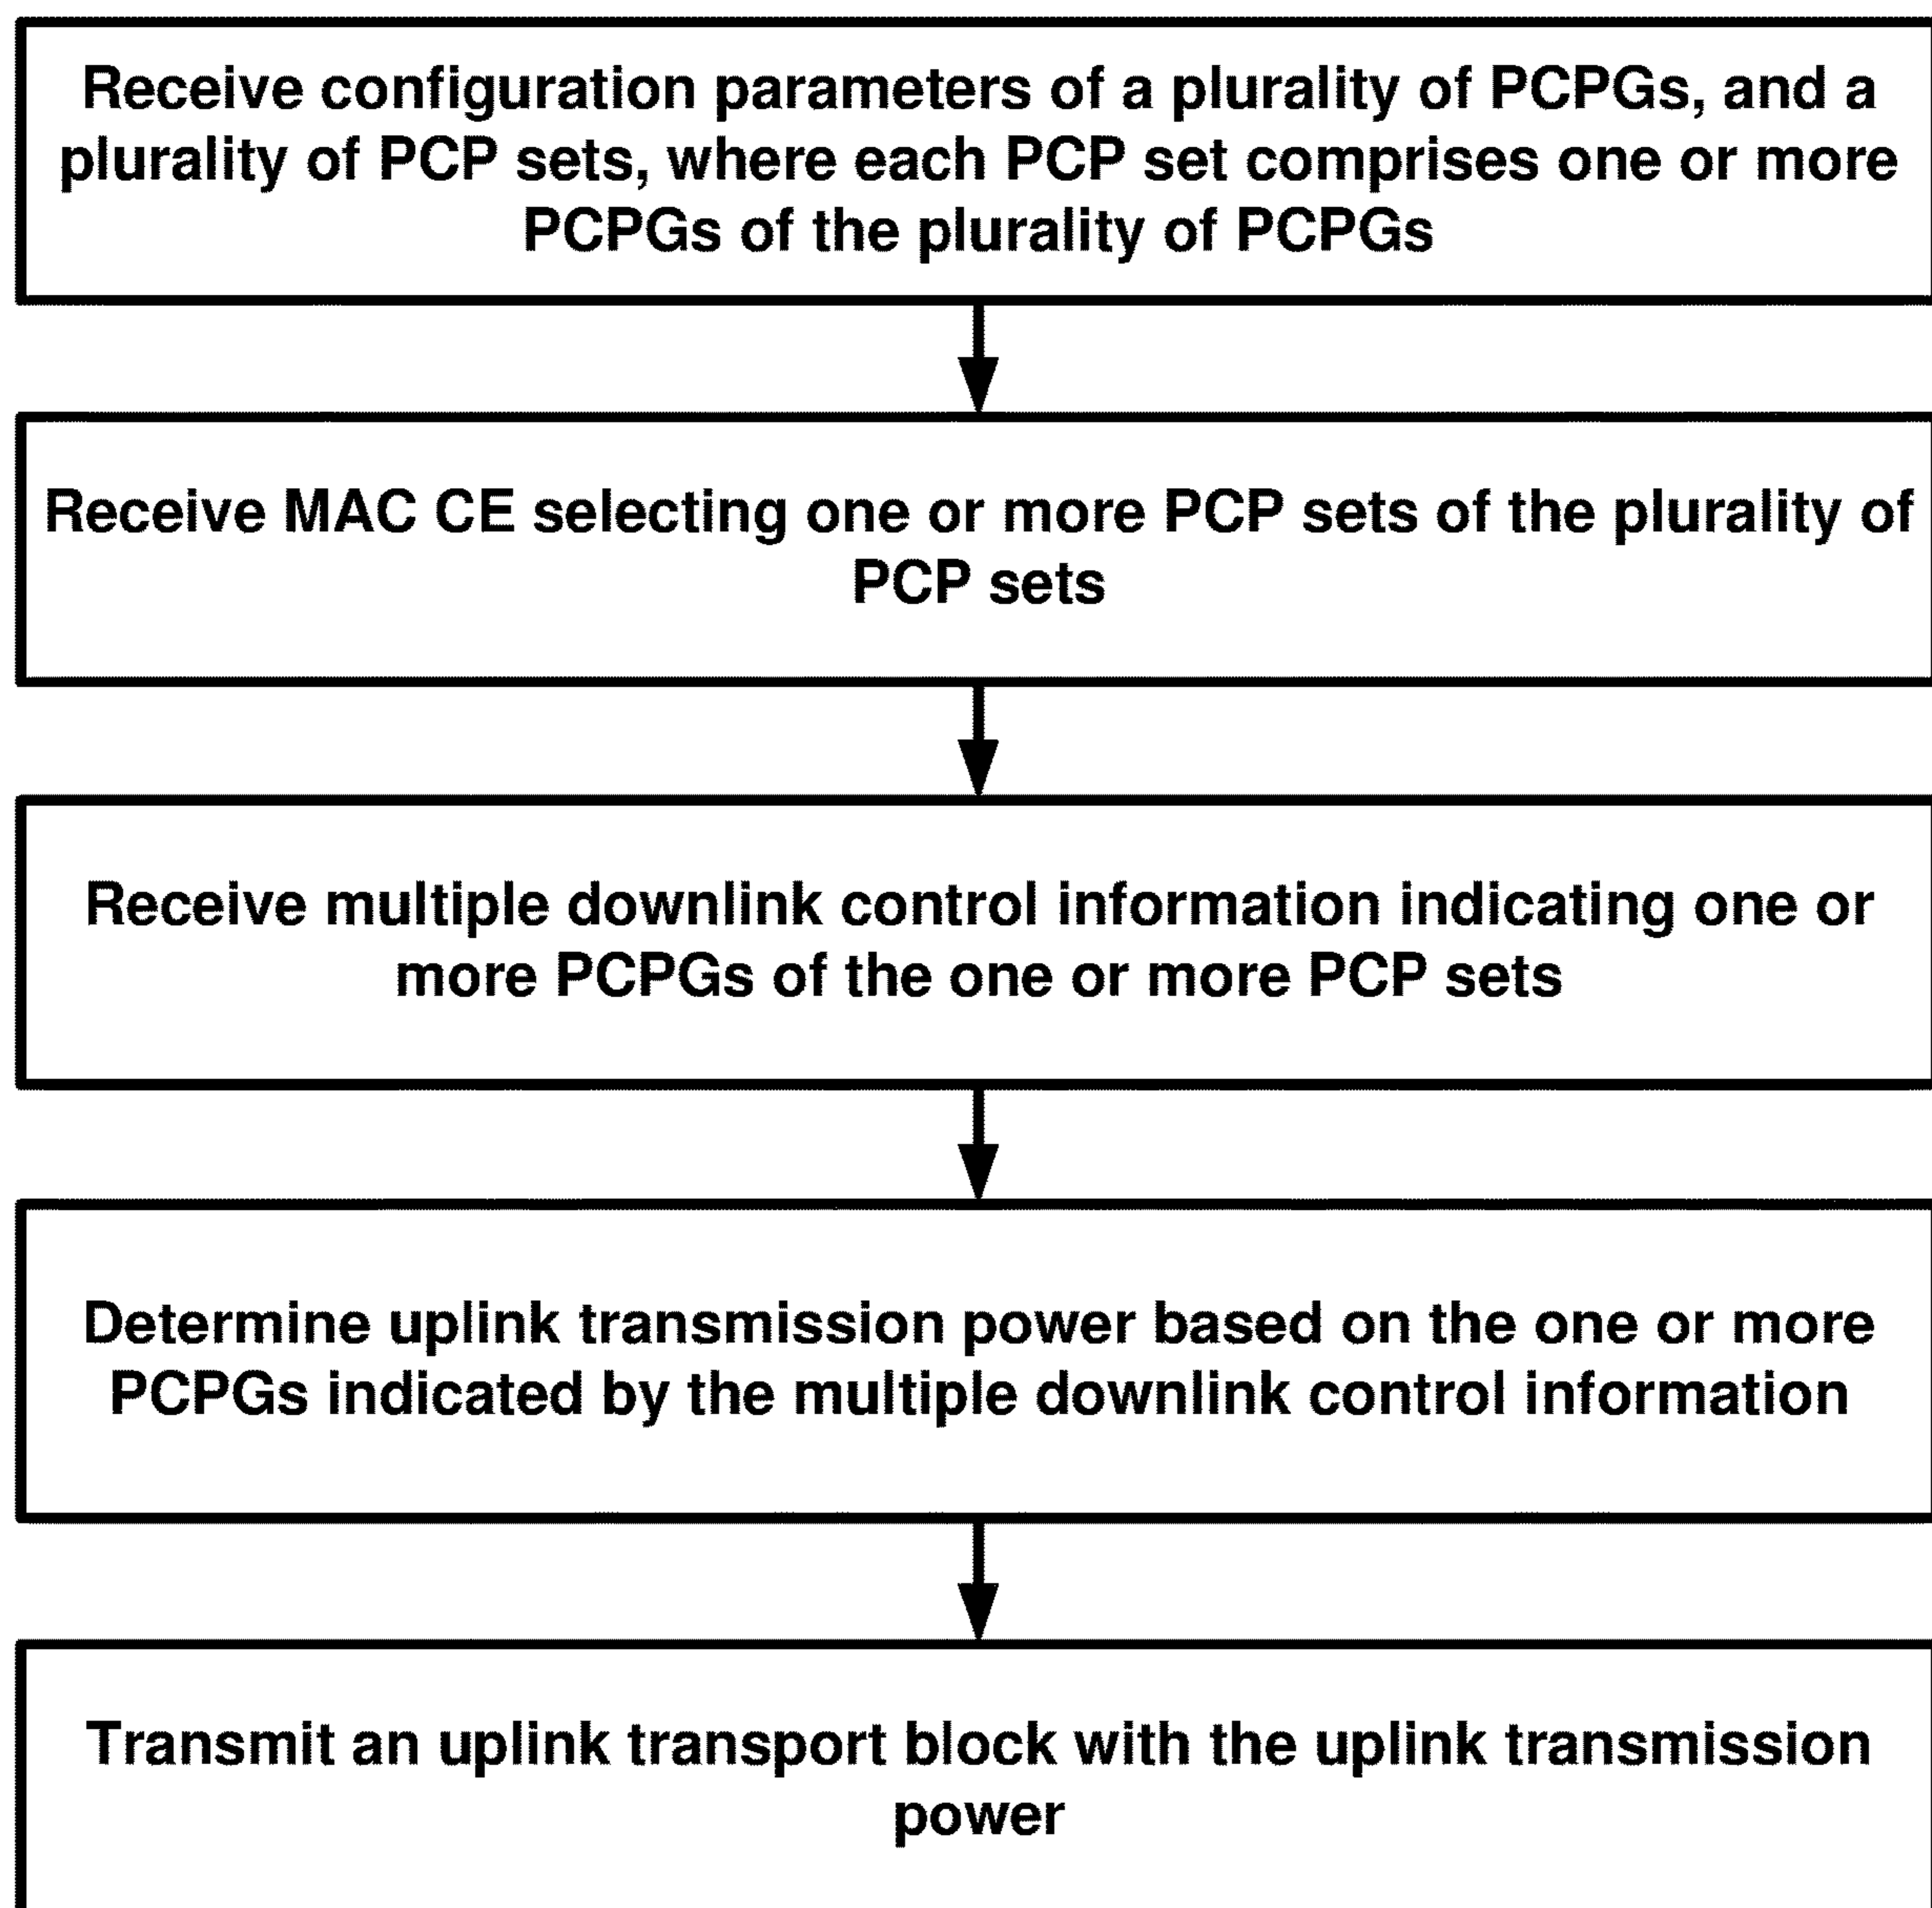 Receive configuration parameters of a plurality of PCPGs, and a
plurality of PCP sets, where each PCP set comprises one or more
PCPGs of the plurality of PCPGs
Receive MAC CE selecting one or more PCP sets of the plurality of
PCP sets
Receive multiple downlink control information indicating one or
more PCPGs of the one or more PCP sets
Determine uplink transmission power based on the one or more
PCPGs indicated by the multiple downlink control information
Transmit an uplink transport block with the uplink transmission
power